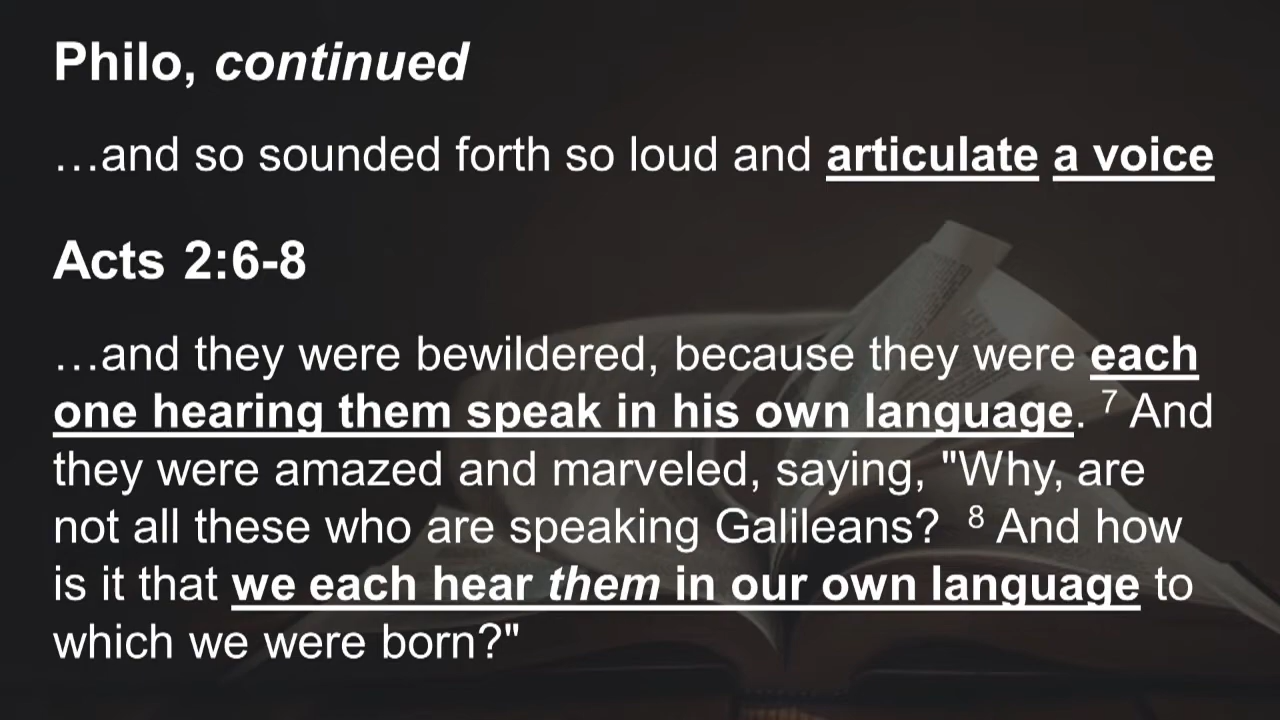 Philo, continued
…and so sounded forth so loud and articulate a voice
Acts 2:6-8
…and they were bewildered, because they were each
one hearing them speak in his own language. 7 And
they were amazed and marveled, saying, "Why, are
not all these who are speaking Galileans? 8 And how
is it that we each hear them in our own language to
which we were born?"